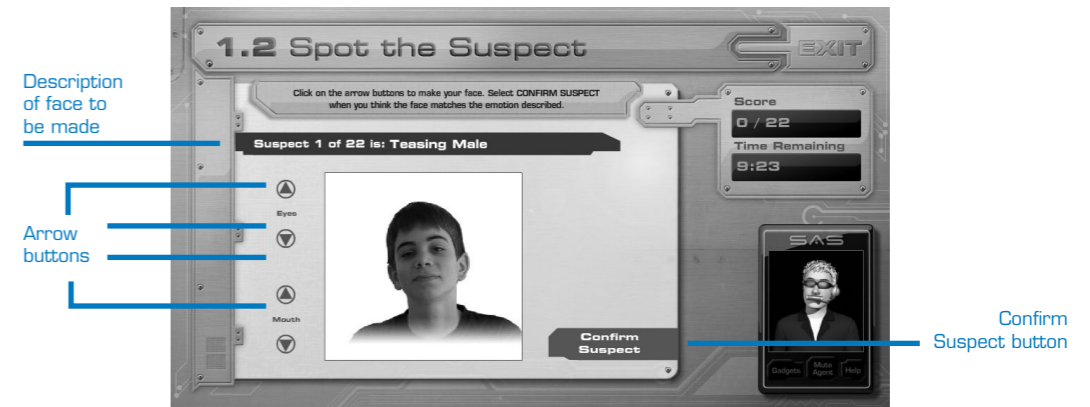 1.2 Spot the Suspect
EXIT
Description
of face to
be made
Click on the arrow buttons to make your face. Select CONFIRM SUSPECT
when you think the face matches the emotion described.
Score
0 / 22
Time Remaining
9:23
Suspect 1 of 22 is: Teasing Male
Arrow
buttons
Eyes
Mouth
Confirm
Suspect
SAS
Gadgets
Mute
Agent
Help
Confirm
Suspect button